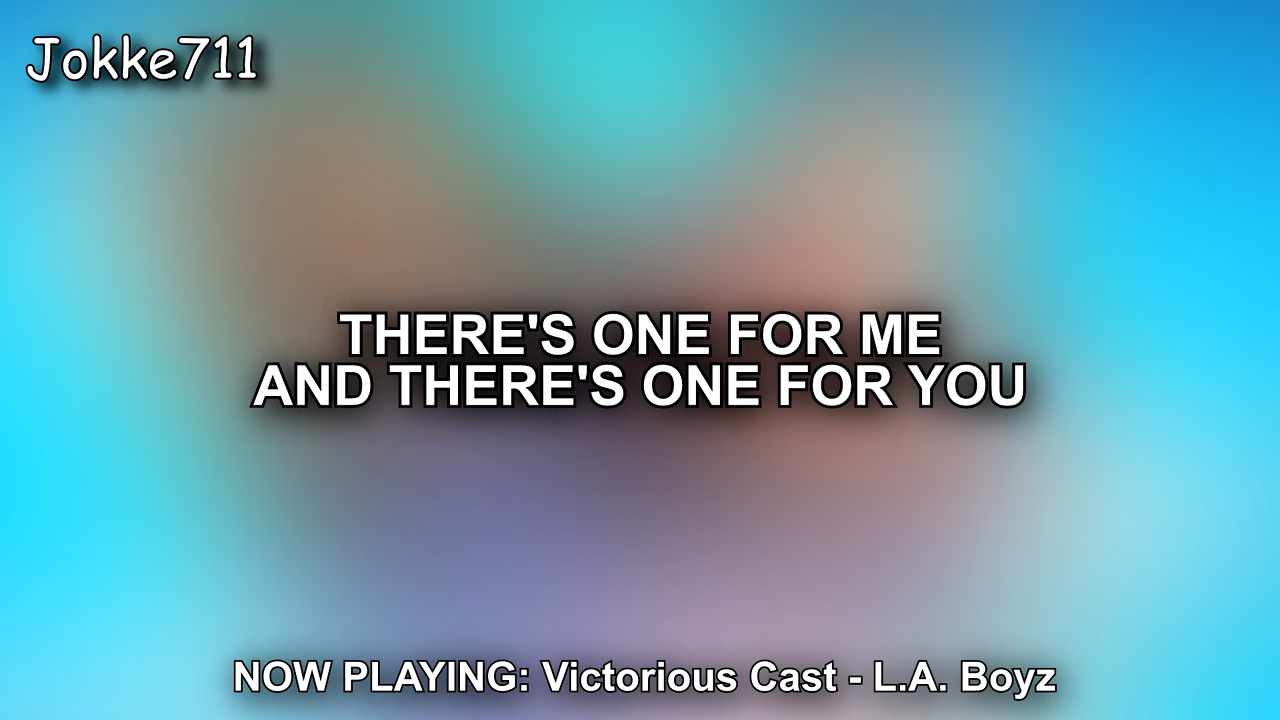 Jokke711
THERE'S ONE FOR ME
AND THERE'S ONE FOR YOU
NOW PLAYING: Victorious Cast - L.A. Boyz